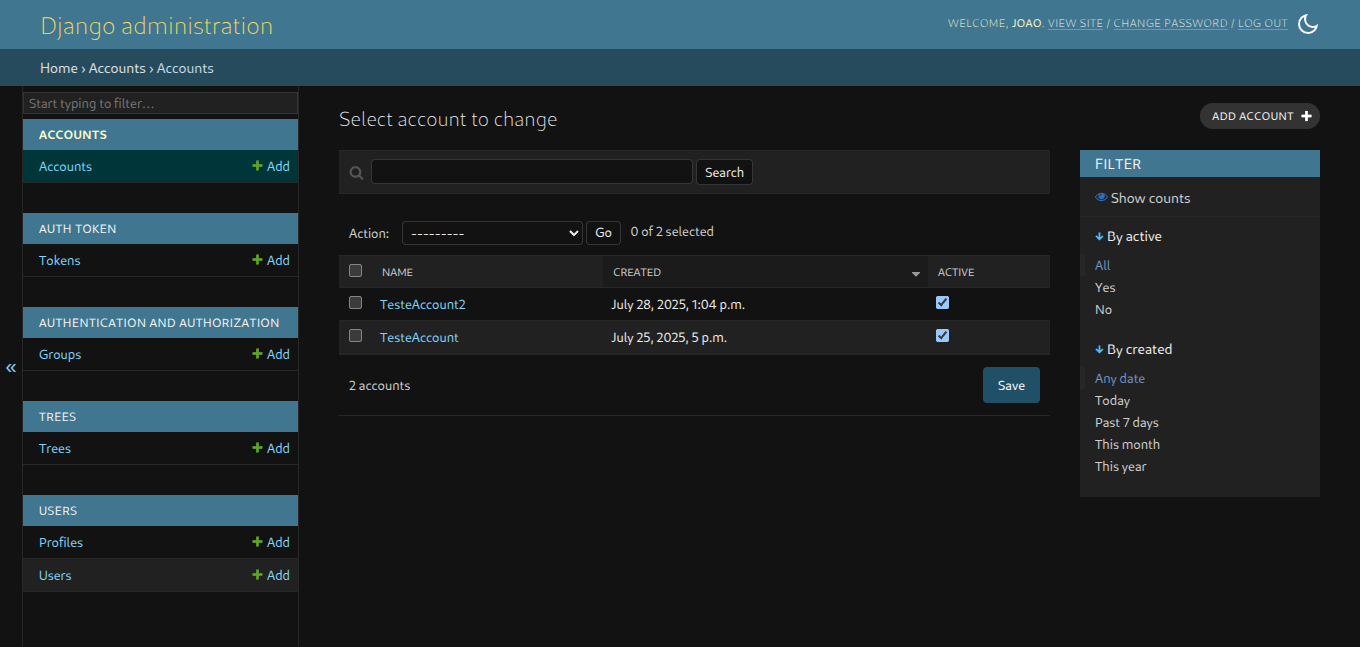 Django administration
WELCOME, JOAO. VIEW SITE / CHANGE PASSWORD / LOG OUT
Home › Accounts › Accounts
Start typing to filter...
ACCOUNTS
Accounts
Add
AUTH TOKEN
Tokens
Add
AUTHENTICATION AND AUTHORIZATION
Groups
Add
TREES
Trees
Add
USERS
Profiles
Add
Users
Add
«
Select account to change
ADD ACCOUNT
Search
Action:
---------
Go
0 of 2 selected
NAME CREATED ACTIVE
TesteAccount2 July 28, 2025, 1:04 p.m.
TesteAccount July 25, 2025, 5 p.m.
2 accounts
Save
FILTER
Show counts
By active
All
Yes
No
By created
Any date
Today
Past 7 days
This month
This year